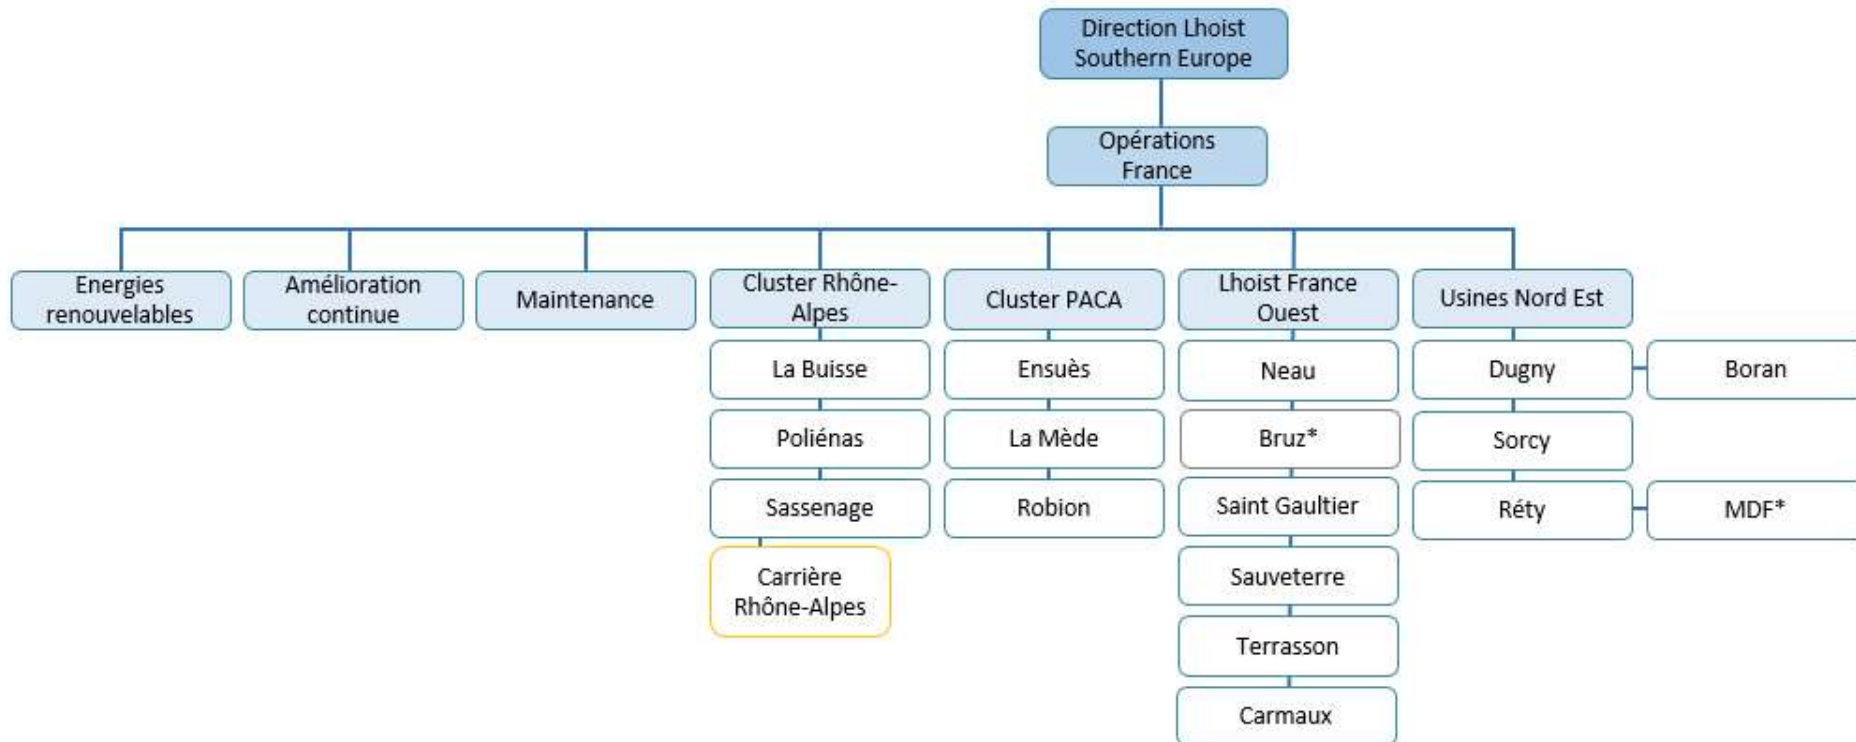 Direction Lhoist
Southern Europe
Opérations
France
Energies
renouvelables
Amélioration
continue
Maintenance
Cluster Rhône-
Alpes
Cluster PACA
Lhoist France
Ouest
Usines Nord Est
La Buisse
Ensuès
Neau
Dugny
Boran
Poliénas
La Mède
Bruz*
Sorcy
Sassenage
Robion
Saint Gaultier
Réty
MDF*
Carrière
Rhône-Alpes
Sauveterre
Terrasson
Carmaux